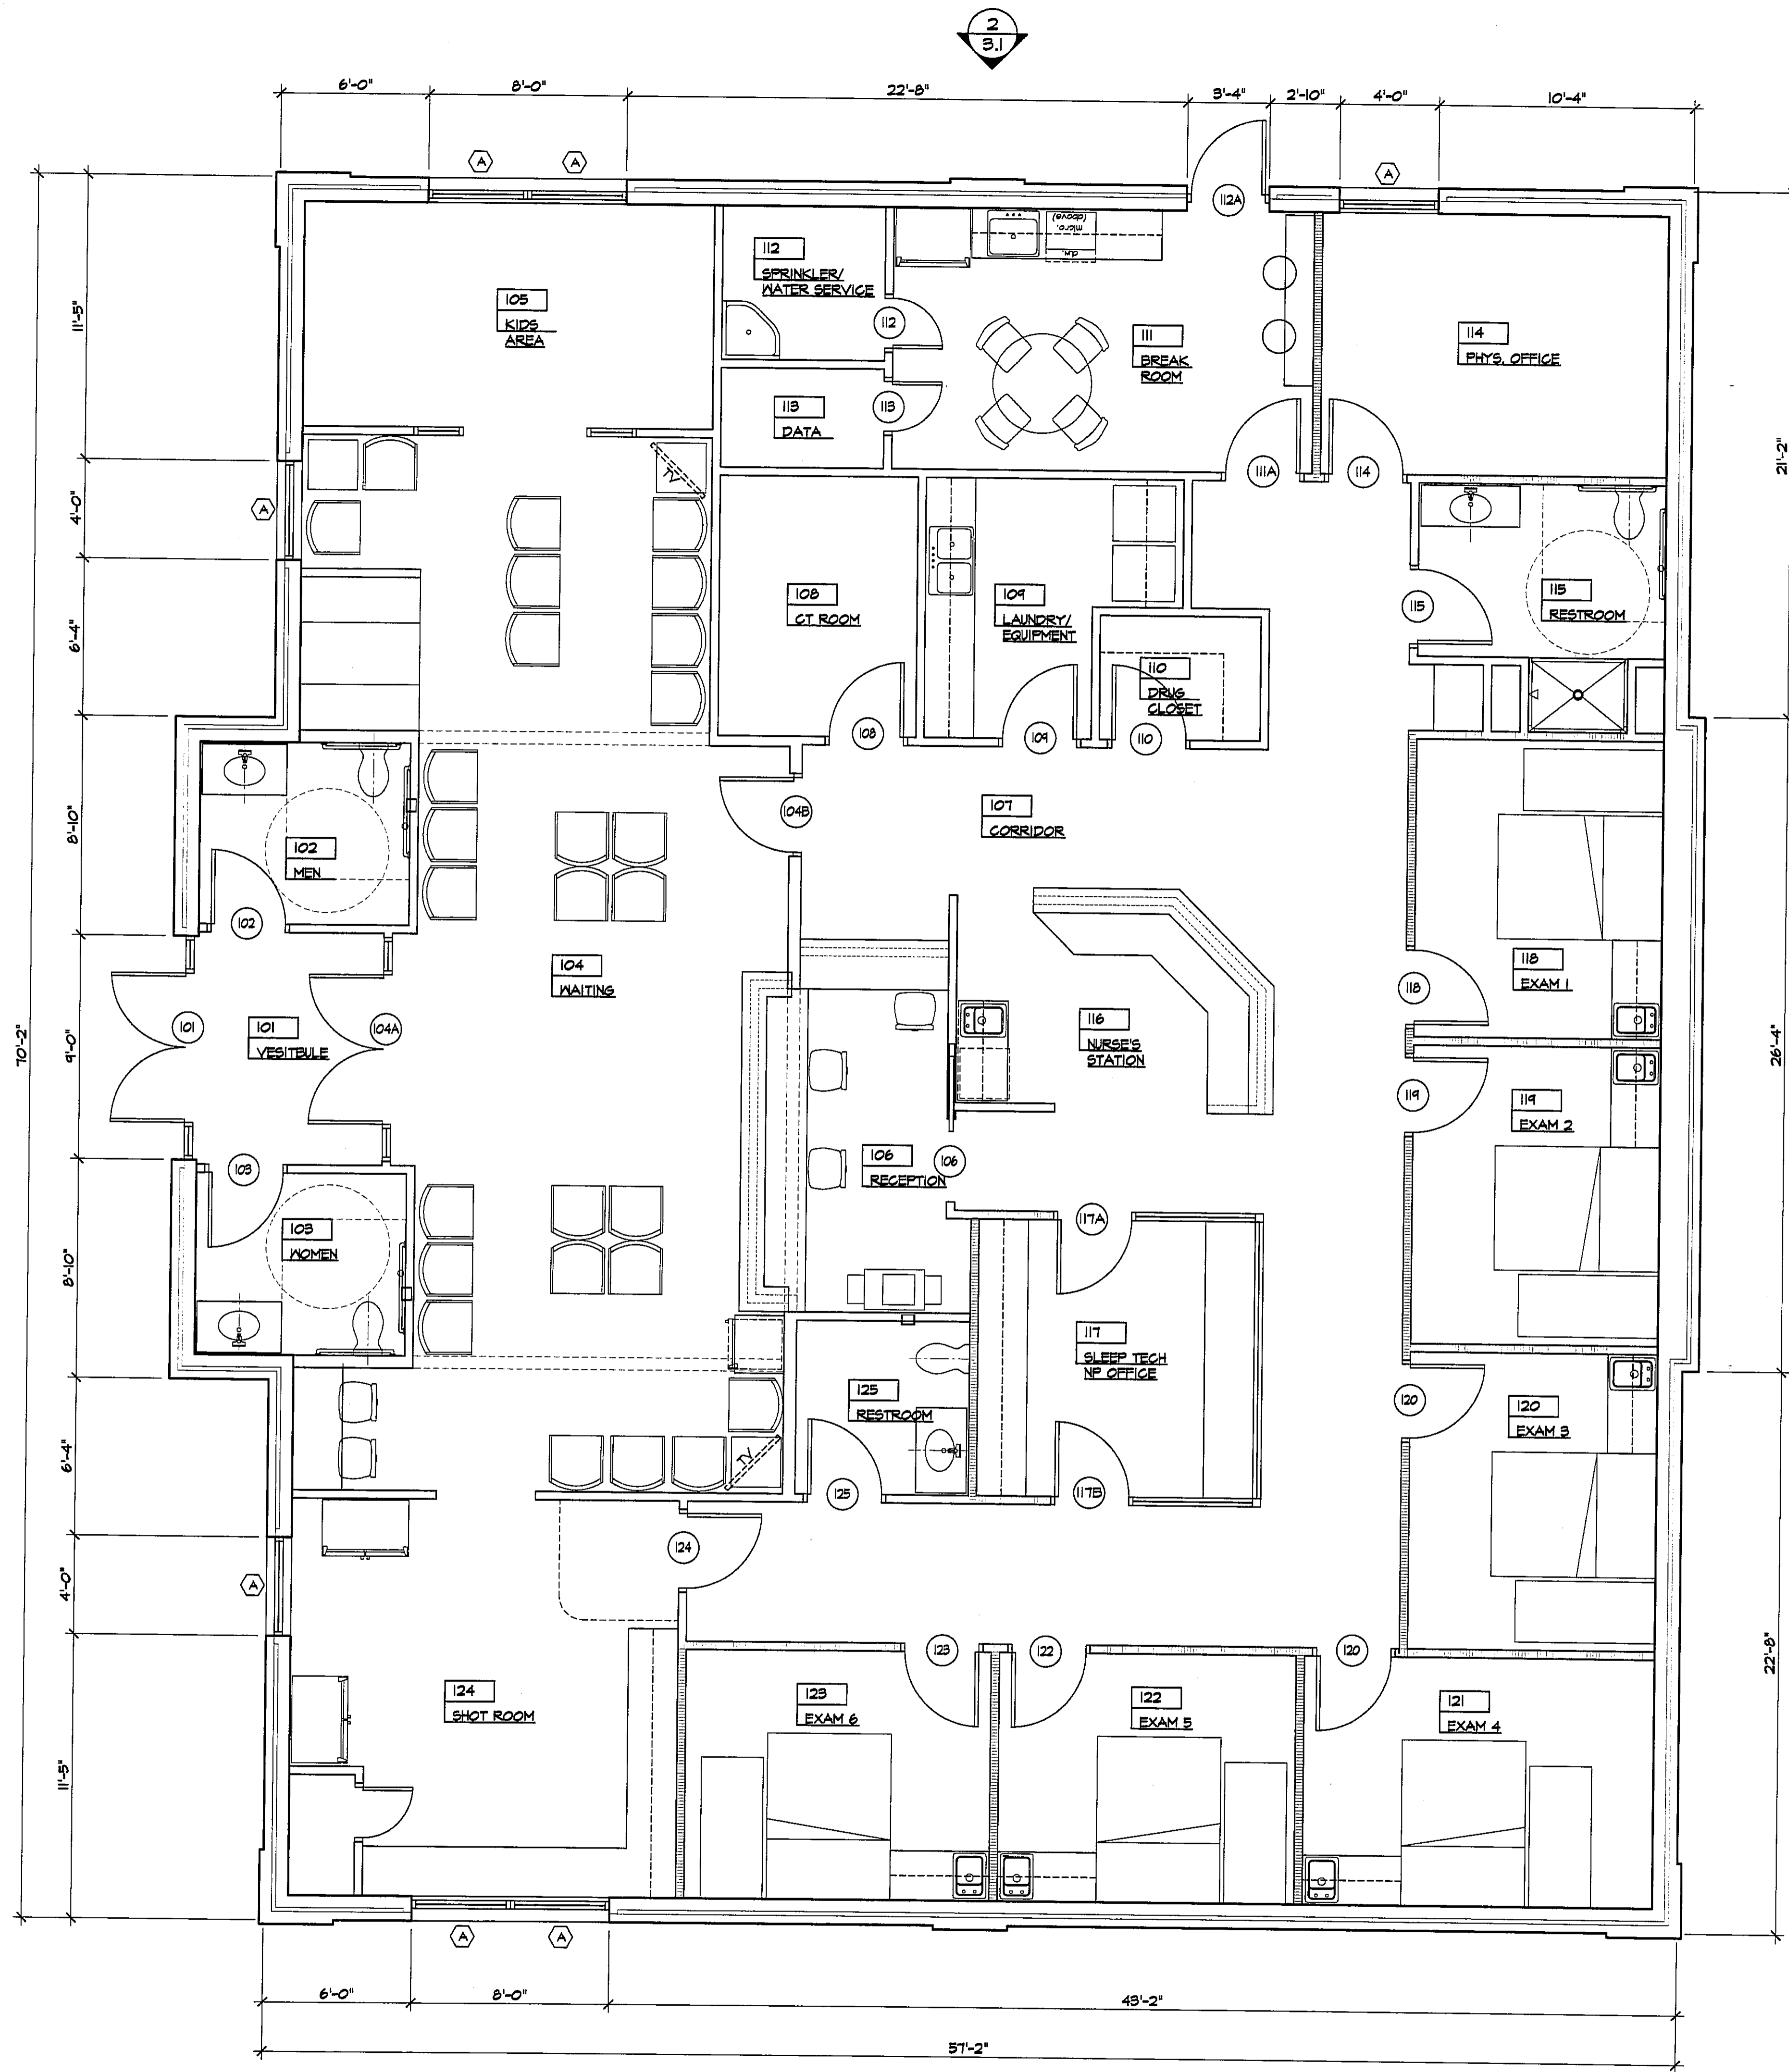 2
3.1
6'-0"
8'-0"
22'-8"
3'-4"
2'-10"
4'-0"
10'-4"
A
A
A
112A
micro.
(above)
d.w.
112
SPRINKLER/
WATER SERVICE
112
105
KIDS
AREA
111
BREAK
ROOM
114
PHYS. OFFICE
113
DATA
113
11'-5"
111A
114
TV
21'-2"
4'-0"
A
108
CT ROOM
109
LAUNDRY/
EQUIPMENT
115
115
RESTROOM
6'-4"
110
DRUG
CLOSET
108
109
110
104B
107
CORRIDOR
8'-10"
102
MEN
102
104
WAITING
118
EXAM 1
118
101
101
VESITBULE
104A
116
NURSE'S
STATION
70'-2"
9'-0"
26'-4"
119
119
EXAM 2
106
RECEPTION
106
103
103
WOMEN
117A
8'-10"
117
SLEEP TECH
NP OFFICE
125
RESTROOM
120
120
EXAM 3
6'-4"
TV
125
117B
124
4'-0"
A
123
122
120
22'-8"
124
SHOT ROOM
123
EXAM 6
122
EXAM 5
121
EXAM 4
11'-5"
A
A
6'-0"
8'-0"
43'-2"
57'-2"